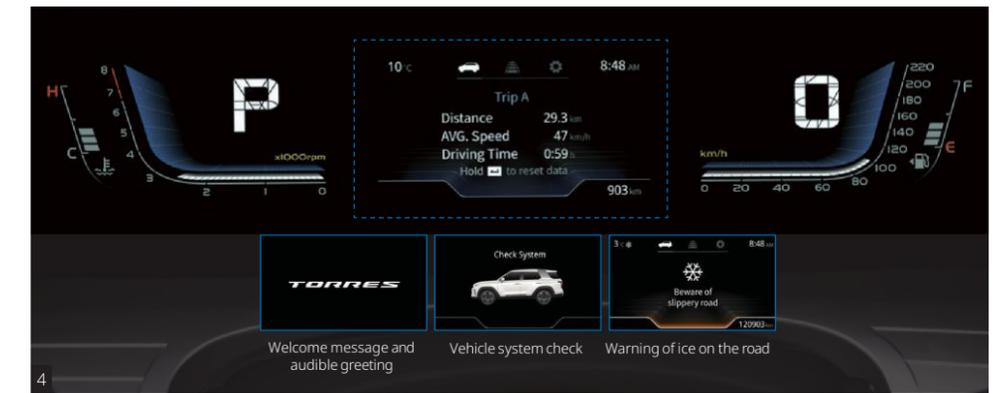 10°C
8:48 AM
Trip A
Distance 29.3 km
AVG. Speed 47 km/h
Driving Time 0:59 h
Hold to reset data
903 km
H
C
8
7
6
5
4
3
2
1
0
x1000rpm
P
0
km/h
0
20
40
60
80
100
120
140
160
180
200
220
F
E
TORRES
Check System
3°C
8:48 AM
Beware of
slippery road
120903 km
Welcome message and
audible greeting
Vehicle system check
Warning of ice on the road
4